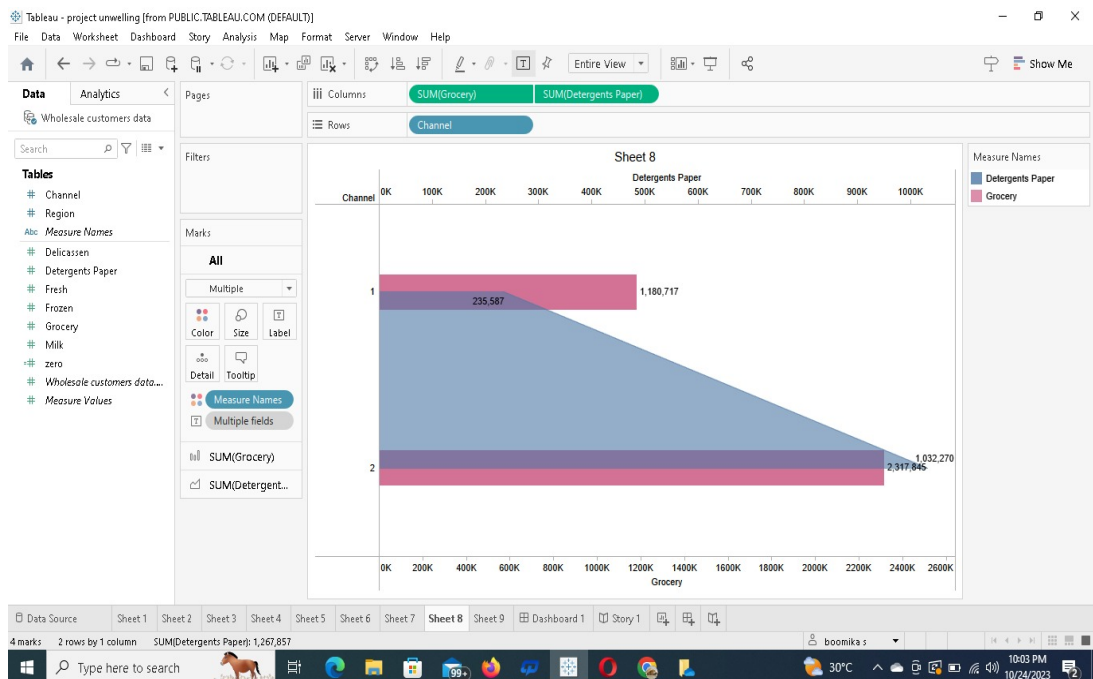 Tableau - project unwelling [from PUBLIC.TABLEAU.COM (DEFAULT)]
File Data Worksheet Dashboard Story Analysis Map Format Server Window Help
Entire View
Show Me
Data Analytics
Wholesale customers data
Search
Tables
# Channel
# Region
Abc Measure Names
# Delicassen
# Detergents Paper
# Fresh
# Frozen
# Grocery
# Milk
=# zero
# Wholesale customers data....
# Measure Values
Pages
Filters
Marks
All
Multiple
Color Size Label
Detail Tooltip
Measure Names
Multiple fields
SUM(Grocery)
SUM(Detergent...
Columns SUM(Grocery) SUM(Detergents Paper)
Rows Channel
Sheet 8
Detergents Paper
Channel 0K 100K 200K 300K 400K 500K 600K 700K 800K 900K 1000K
1 1,180,717
235,587
1,032,270
2 2,317,845
0K 200K 400K 600K 800K 1000K 1200K 1400K 1600K 1800K 2000K 2200K 2400K 2600K
Grocery
Measure Names
Detergents Paper
Grocery
Data Source Sheet 1 Sheet 2 Sheet 3 Sheet 4 Sheet 5 Sheet 6 Sheet 7 Sheet 8 Sheet 9 Dashboard 1 Story 1
4 marks 2 rows by 1 column SUM(Detergents Paper): 1,267,857 boomika s
Type here to search 99+ 30°C 10:03 PM
10/24/2023 2